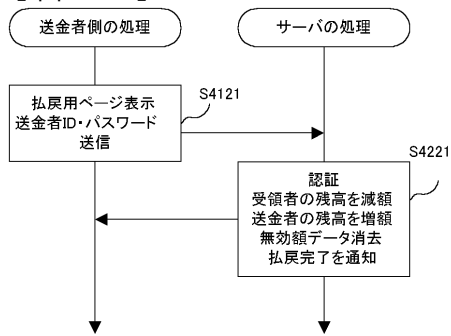 送金者側の処理
サーバの処理
払戻用ページ表示
送金者ID・パスワード
送信
S4121
S4221
認証
受領者の残高を減額
送金者の残高を増額
無効額データ消去
払戻完了を通知